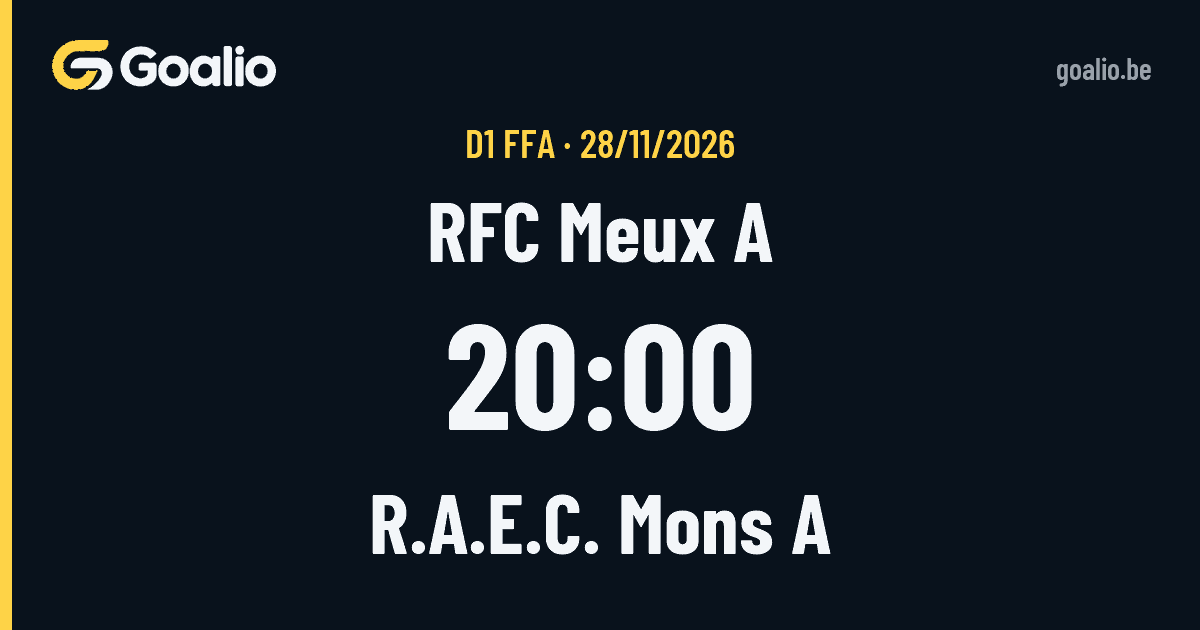 Goalio
goalio.be
D1 FFA · 28/11/2026
RFC Meux A
20:00
R.A.E.C. Mons A